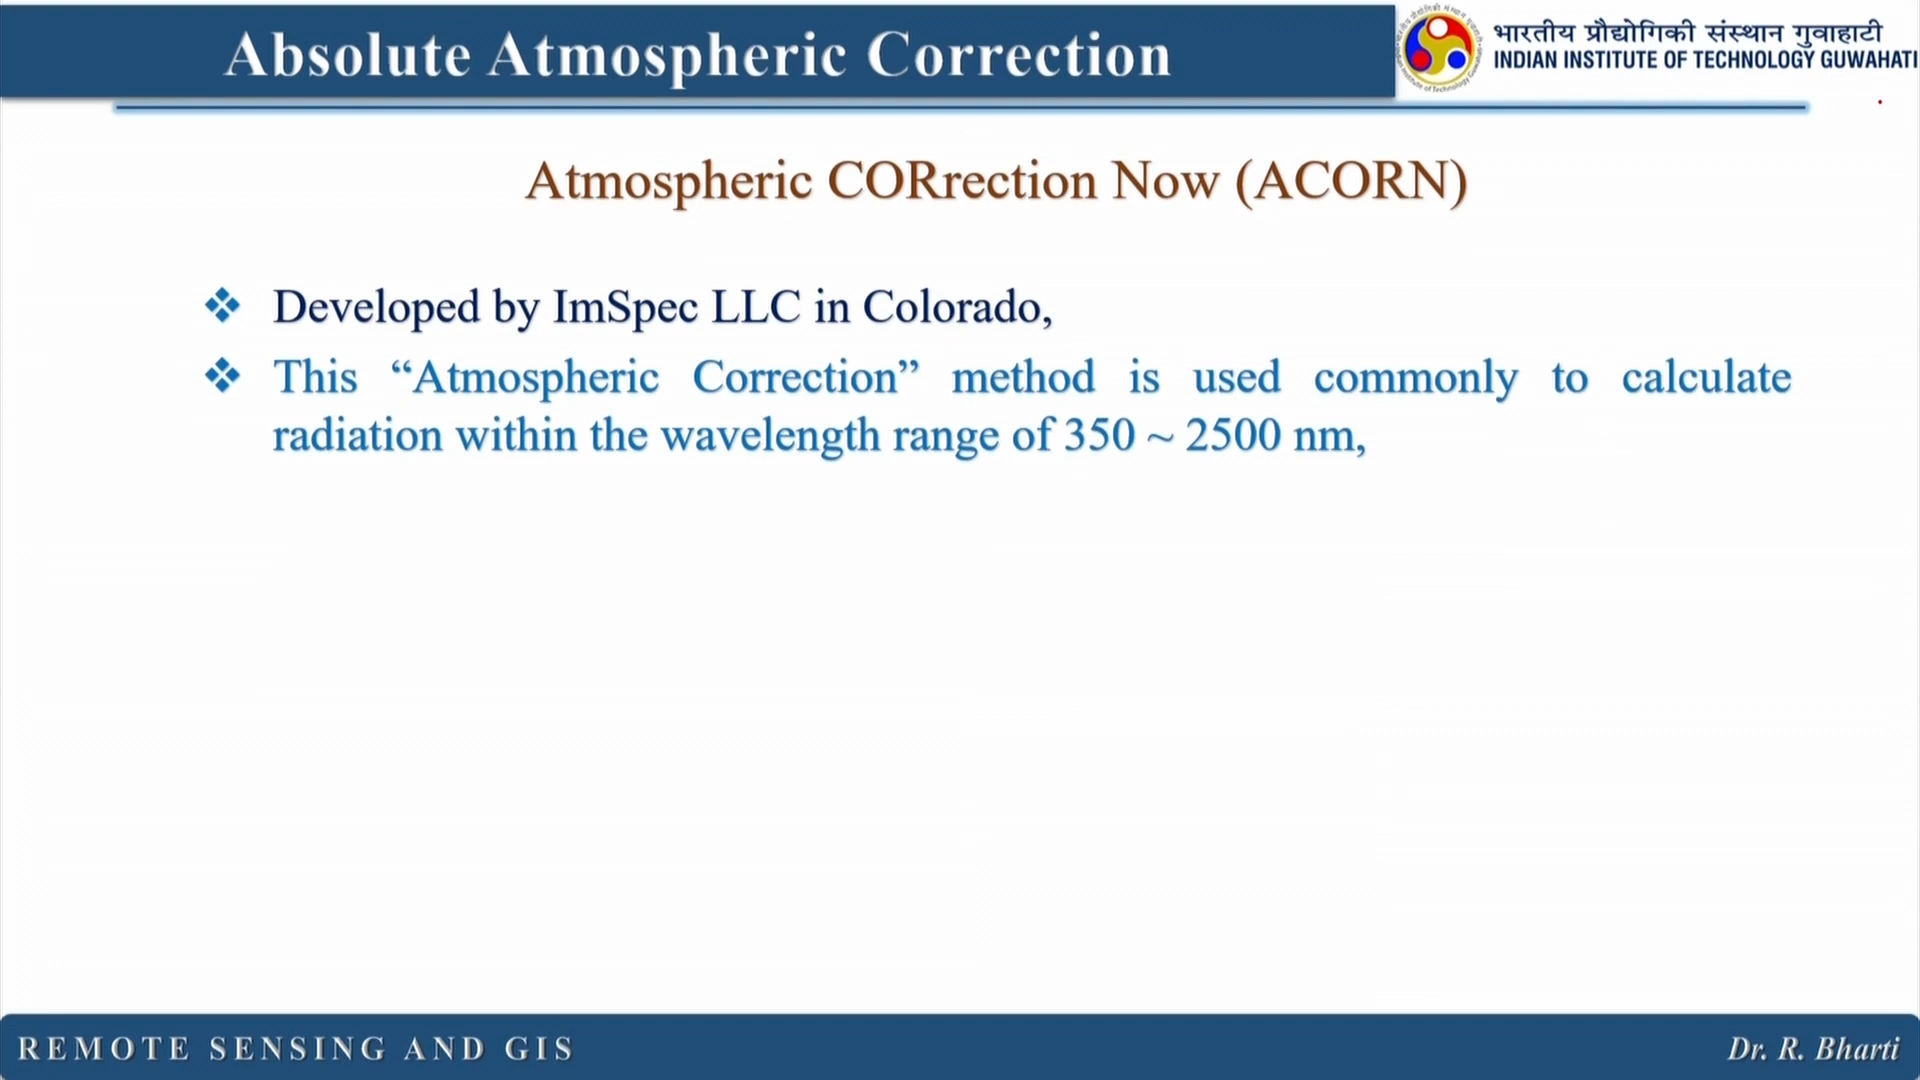 Absolute Atmospheric Correction
भारतीय प्रौद्योगिकी संस्थान गुवाहाटी
INDIAN INSTITUTE OF TECHNOLOGY GUWAHATI
Atmospheric CORrection Now (ACORN)
❖ Developed by ImSpec LLC in Colorado,
❖ This “Atmospheric Correction” method is used commonly to calculate
radiation within the wavelength range of 350 ~ 2500 nm,
REMOTE SENSING AND GIS
Dr. R. Bharti